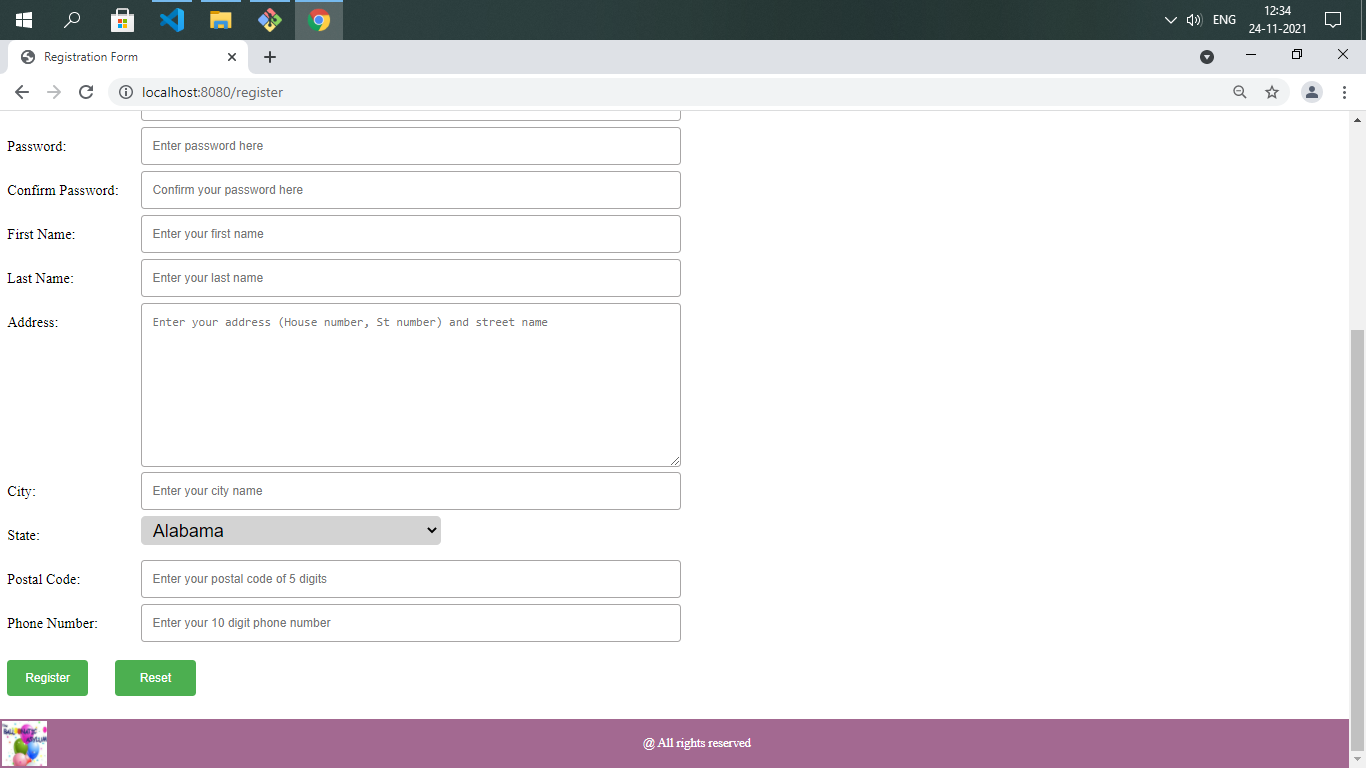 ENG
12:34
24-11-2021
Registration Form
localhost:8080/register
Password:
Enter password here
Confirm Password:
Confirm your password here
First Name:
Enter your first name
Last Name:
Enter your last name
Address:
Enter your address (House number, St number) and street name
City:
Enter your city name
State:
Alabama
Postal Code:
Enter your postal code of 5 digits
Phone Number:
Enter your 10 digit phone number
Register
Reset
@ All rights reserved